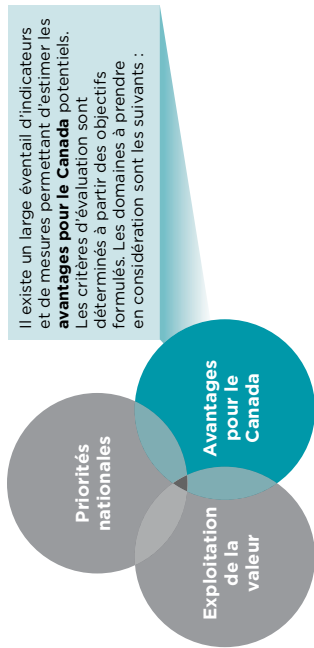 Il existe un large éventail d'indicateurs
et de mesures permettant d'estimer les
avantages pour le Canada potentiels.
Les critères d'évaluation sont
déterminés à partir des objectifs
formulés. Les domaines à prendre
en considération sont les suivants :
Priorités
nationales
Exploitation
de la
valeur
Avantages
pour le
Canada